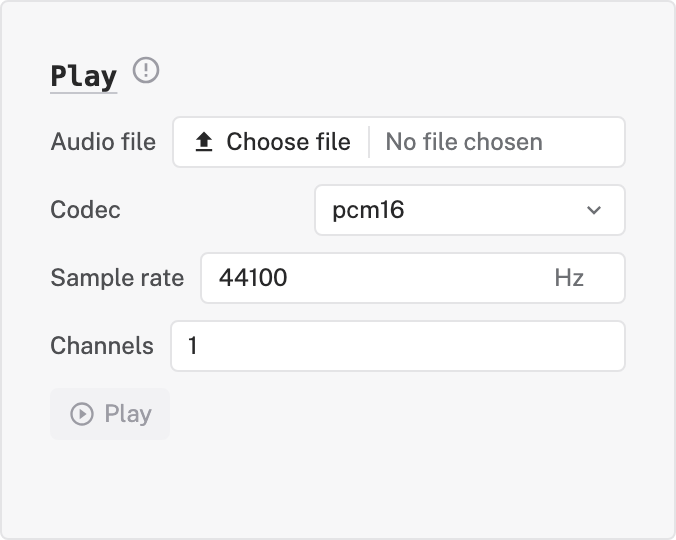 Play
Audio file Choose file No file chosen
Codec pcm16
Sample rate 44100 Hz
Channels 1
Play